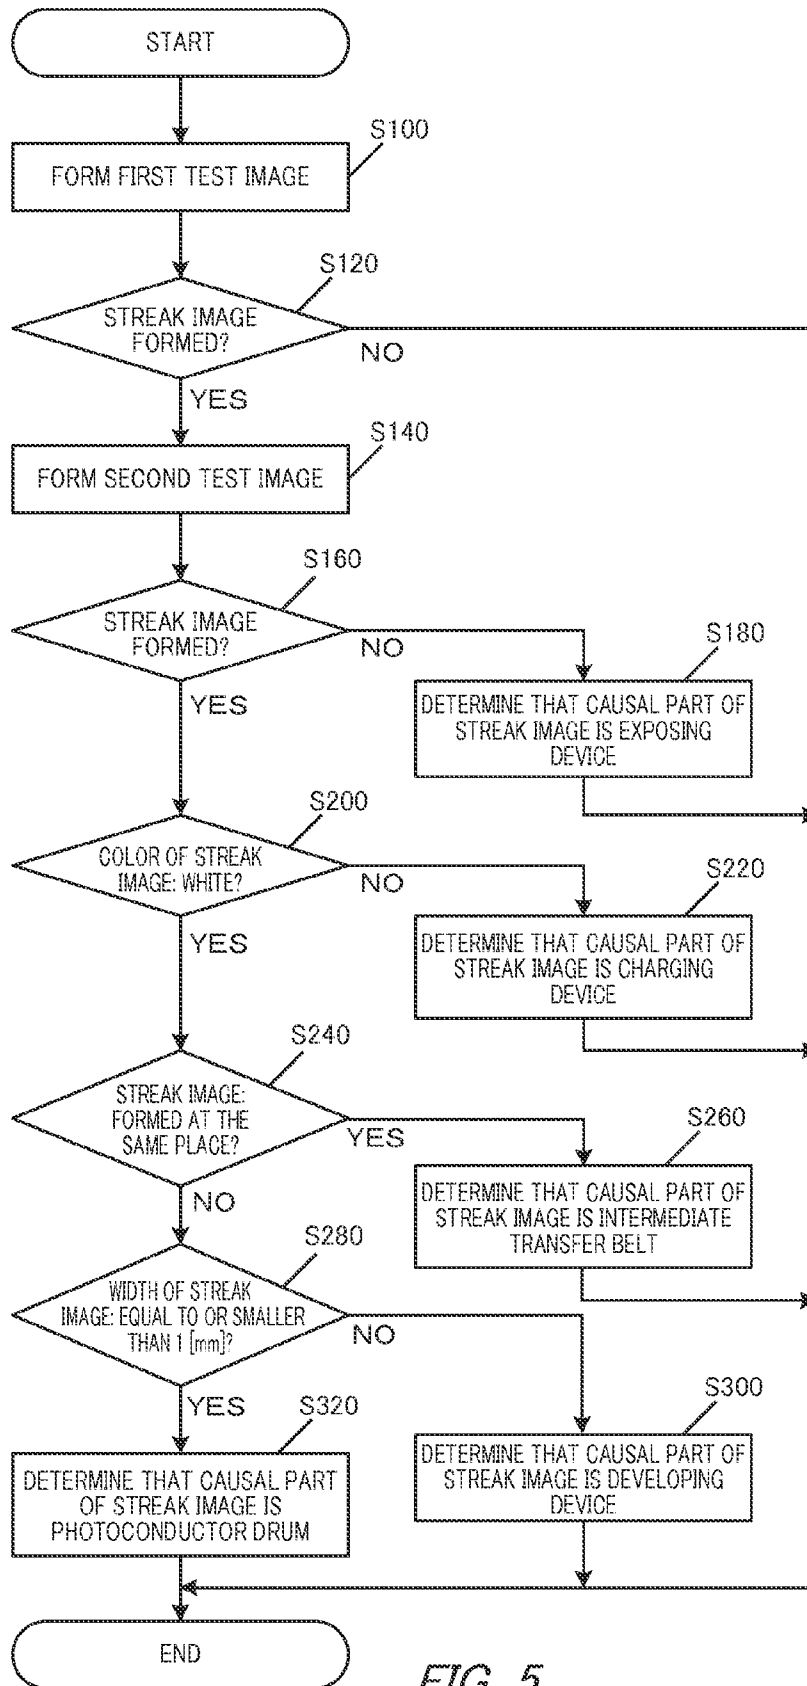 START
S100
FORM FIRST TEST IMAGE
S120
STREAK IMAGE
FORMED?
NO
YES
S140
FORM SECOND TEST IMAGE
S160
STREAK IMAGE
FORMED?
NO
YES
S180
DETERMINE THAT CAUSAL PART OF
STREAK IMAGE IS EXPOSING
DEVICE
S200
COLOR OF STREAK
IMAGE: WHITE?
NO
YES
S220
DETERMINE THAT CAUSAL PART OF
STREAK IMAGE IS CHARGING
DEVICE
S240
STREAK IMAGE:
FORMED AT THE
SAME PLACE?
YES
NO
S260
DETERMINE THAT CAUSAL PART OF
STREAK IMAGE IS INTERMEDIATE
TRANSFER BELT
S280
WIDTH OF STREAK
IMAGE: EQUAL TO OR SMALLER
THAN 1 [mm]?
NO
YES
S300
DETERMINE THAT CAUSAL PART OF
STREAK IMAGE IS DEVELOPING
DEVICE
S320
DETERMINE THAT CAUSAL PART
OF STREAK IMAGE IS
PHOTOCONDUCTOR DRUM
END
FIG. 5